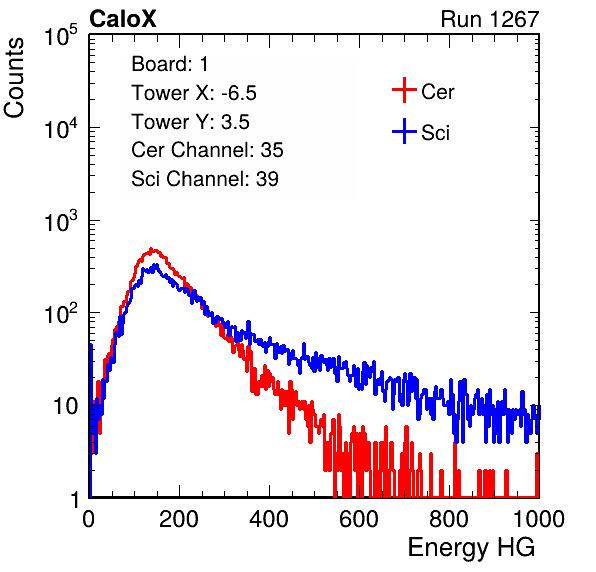 CaloX Run 1267
Counts
Board: 1
Tower X: -6.5
Tower Y: 3.5
Cer Channel: 35
Sci Channel: 39
Cer
Sci
10^5
10^4
10^3
10^2
10
1
0 200 400 600 800 1000
Energy HG